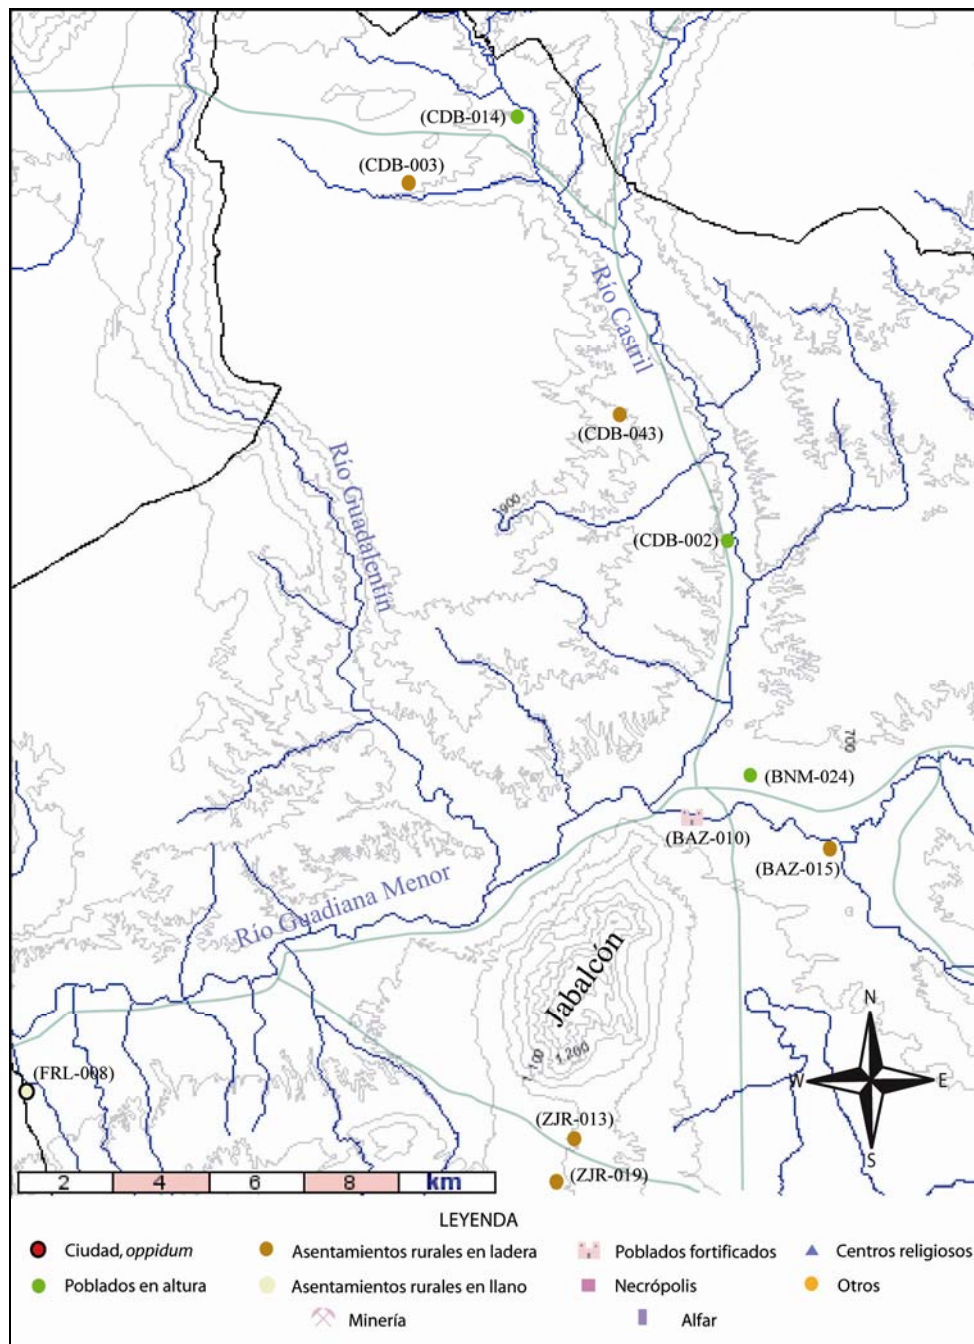 (CDB-014)
(CDB-003)
Río Castril
(CDB-043)
Río Guadalentín
900
(CDB-002)
700
(BNM-024)
(BAZ-010)
(BAZ-015)
Río Guadiana Menor
Jabalcón
N
W
E
S
1.100
1.200
(FRL-008)
(ZJR-013)
(ZJR-019)
2 4 6 8 km
LEYENDA
Ciudad, oppidum
Asentamientos rurales en ladera
Poblados fortificados
Centros religiosos
Poblados en altura
Asentamientos rurales en llano
Necrópolis
Otros
Minería
Alfar